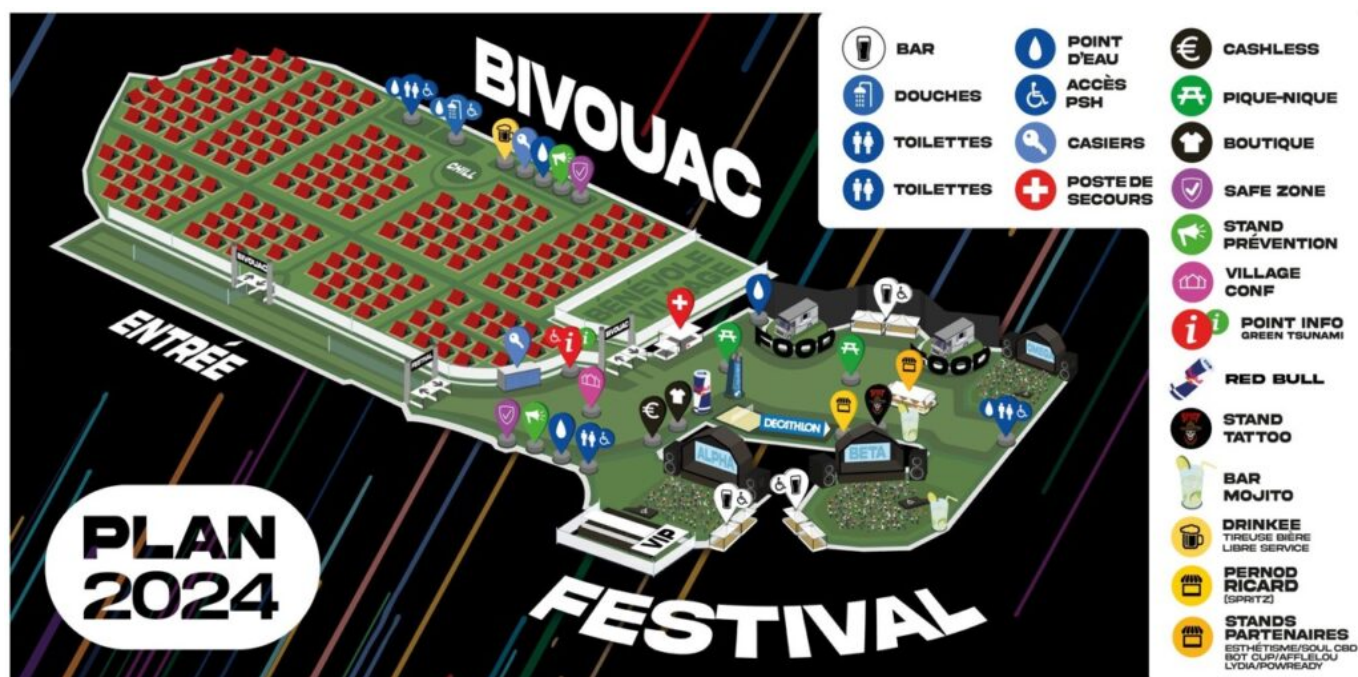 BIVOUAC
CHILL
BIVOUAC
ENTRÉE
BÉNÉVOLE
VILLAGE
BIVOUAC
FESTIVAL
FOOD
FOOD
OMEGA
DECATHLON
ALPHA
BETA
VIP
FESTIVAL
PLAN
2024
BAR
DOUCHES
TOILETTES
TOILETTES
POINT
D'EAU
ACCÈS
PSH
CASIERS
POSTE DE
SECOURS
CASHLESS
PIQUE-NIQUE
BOUTIQUE
SAFE ZONE
STAND
PRÉVENTION
VILLAGE
CONF
POINT INFO
GREEN TSUNAMI
RED BULL
STAND
TATTOO
BAR
MOJITO
DRINKEE
TIREUSE BIÈRE
LIBRE SERVICE
PERNOD
RICARD
(SPRITZ)
STANDS
PARTENAIRES
ESTHÉTISME/SOUL CBD
BOT CUP/AFFLELOU
LYDIA/POWREADY